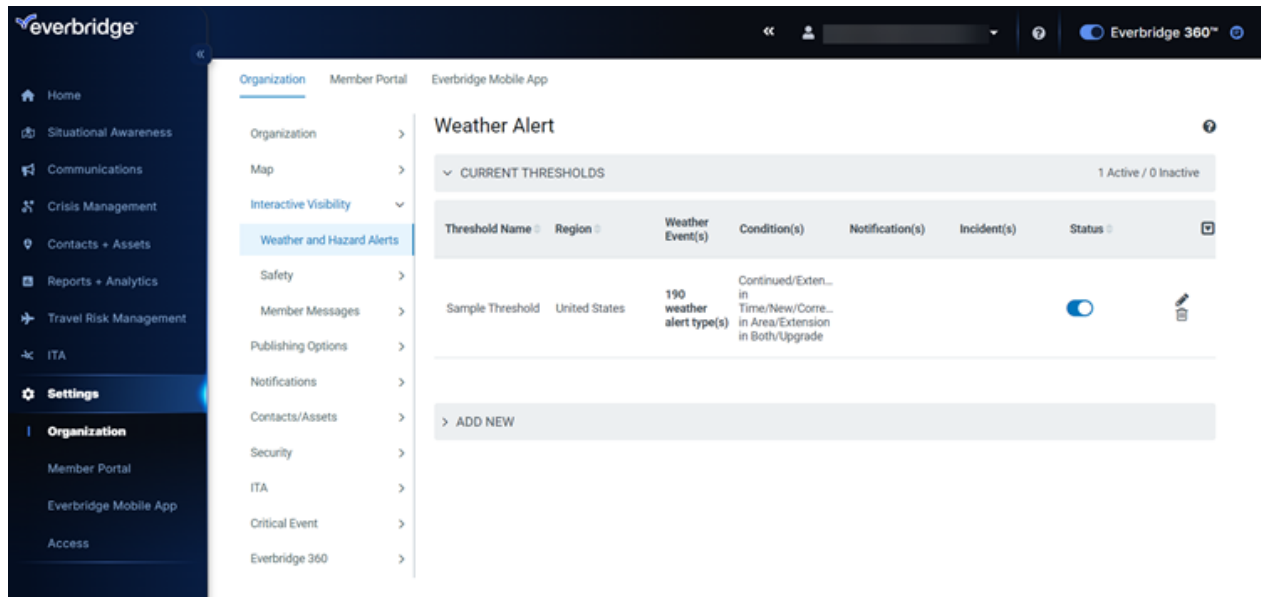 everbridge
Everbridge 360™
Home
Situational Awareness
Communications
Crisis Management
Contacts + Assets
Reports + Analytics
Travel Risk Management
ITA
Settings
Organization
Member Portal
Everbridge Mobile App
Access
Organization Member Portal Everbridge Mobile App
Organization
Map
Interactive Visibility
Weather and Hazard Alerts
Safety
Member Messages
Publishing Options
Notifications
Contacts/Assets
Security
ITA
Critical Event
Everbridge 360
Weather Alert
CURRENT THRESHOLDS 1 Active / 0 Inactive
Threshold Name Region Weather Event(s) Condition(s) Notification(s) Incident(s) Status
Sample Threshold United States
190
weather
alert type(s)
Continued/Exten...
in
Time/New/Corre...
in Area/Extension
in Both/Upgrade
ADD NEW